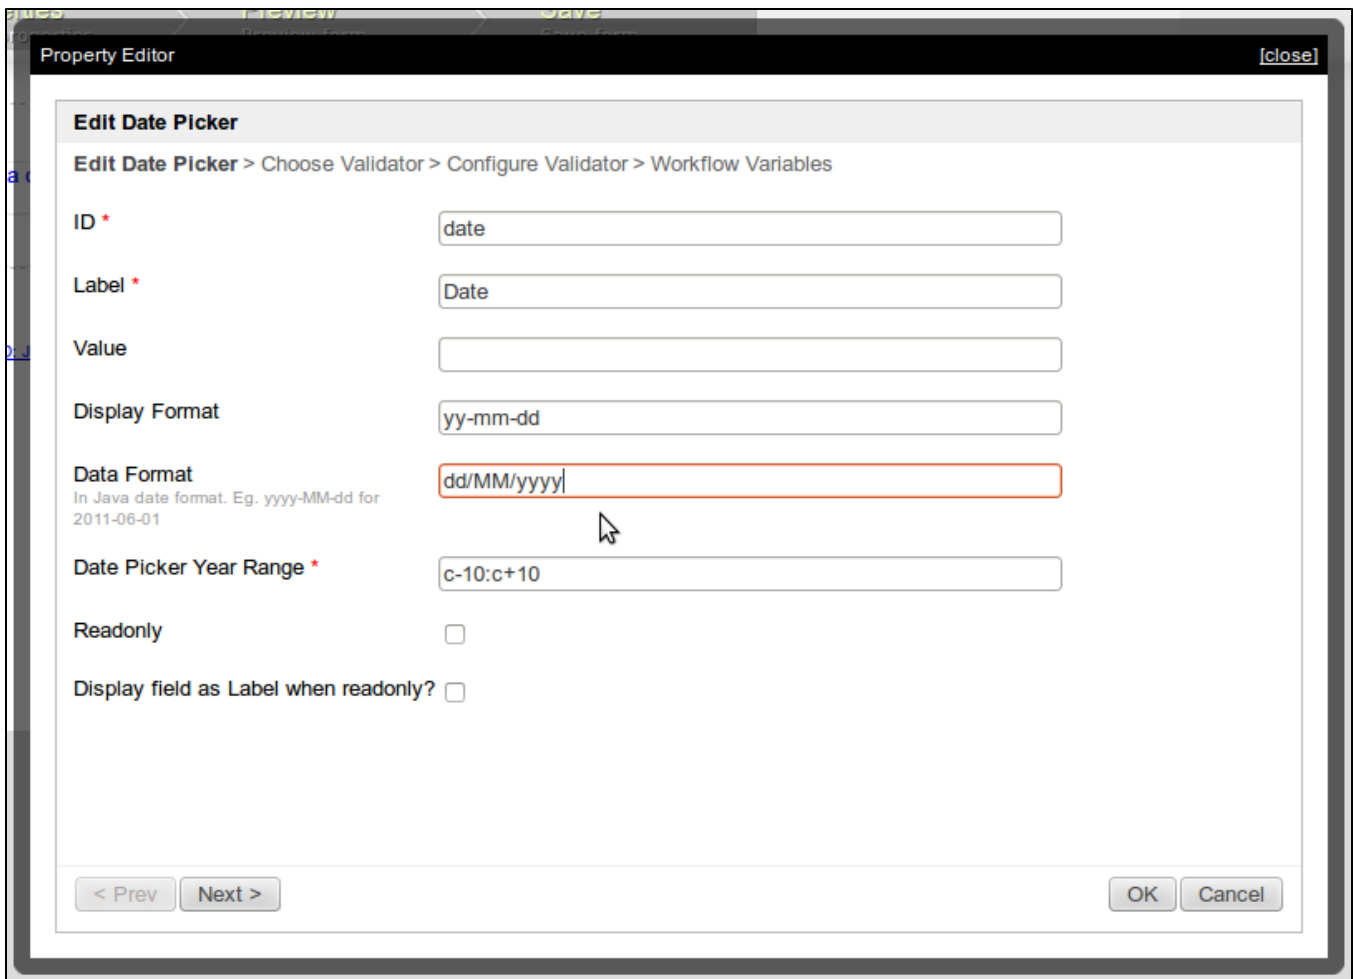 Preview
Save
Property Editor
[close]
Edit Date Picker
Edit Date Picker > Choose Validator > Configure Validator > Workflow Variables
ID *
date
Label *
Date
Value
Display Format
yy-mm-dd
Data Format
dd/MM/yyyy
In Java date format. Eg. yyyy-MM-dd for
2011-06-01
Date Picker Year Range *
c-10:c+10
Readonly
Display field as Label when readonly?
< Prev
Next >
OK
Cancel